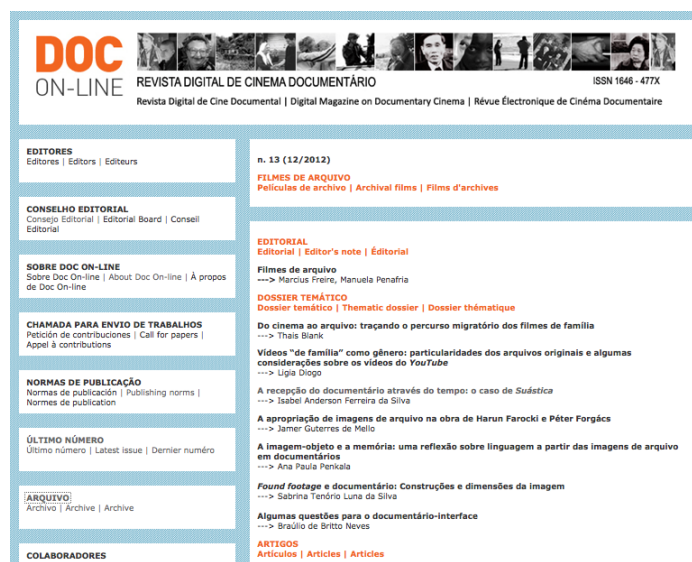 DOC
ON-LINE
REVISTA DIGITAL DE CINEMA DOCUMENTÁRIO
ISSN 1646 - 477X
Revista Digital de Cine Documental | Digital Magazine on Documentary Cinema | Révue Électronique de Cinéma Documentaire
EDITORES
Editores | Editors | Editeurs
CONSELHO EDITORIAL
Consejo Editorial | Editorial Board | Conseil
Editorial
SOBRE DOC ON-LINE
Sobre Doc On-line | About Doc On-line | À propos
de Doc On-line
CHAMADA PARA ENVIO DE TRABALHOS
Petición de contribuciones | Call for papers |
Appel à contributions
NORMAS DE PUBLICAÇÃO
Normas de publicación | Publishing norms |
Normes de publication
ÚLTIMO NÚMERO
Último número | Latest issue | Dernier numéro
ARQUIVO
Archivo | Archive | Archive
COLABORADORES
n. 13 (12/2012)
FILMES DE ARQUIVO
Películas de archivo | Archival films | Films d'archives
EDITORIAL
Editorial | Editor's note | Éditorial
Filmes de arquivo
---> Marcius Freire, Manuela Penafria
DOSSIER TEMÁTICO
Dossier temático | Thematic dossier | Dossier thématique
Do cinema ao arquivo: traçando o percurso migratório dos filmes de família
---> Thais Blank
Vídeos “de família” como gênero: particularidades dos arquivos originais e algumas
considerações sobre os vídeos do YouTube
---> Lígia Diogo
A recepção do documentário através do tempo: o caso de Suástica
---> Isabel Anderson Ferreira da Silva
A apropriação de imagens de arquivo na obra de Harun Farocki e Péter Forgács
---> Jamer Guterres de Mello
A imagem-objeto e a memória: uma reflexão sobre linguagem a partir das imagens de arquivo
em documentários
---> Ana Paula Penkala
Found footage e documentário: Construções e dimensões da imagem
---> Sabrina Tenório Luna da Silva
Algumas questões para o documentário-interface
---> Bráulio de Britto Neves
ARTIGOS
Artículos | Articles | Articles